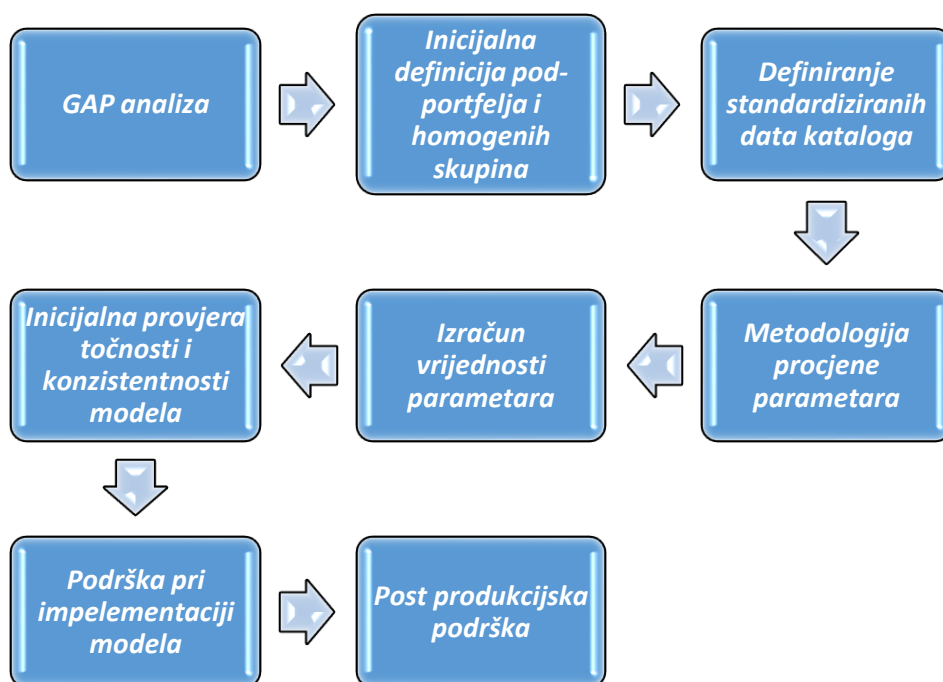 GAP analiza
Inicijalna
definicija pod-
portfelja i
homogenih
skupina
Definiranje
standardiziranih
data kataloga
Metodologija
procjene
parametara
Izračun
vrijednosti
parametara
Inicijalna provjera
točnosti i
konzistentnosti
modela
Podrška pri
impelementaciji
modela
Post produkcijska
podrška